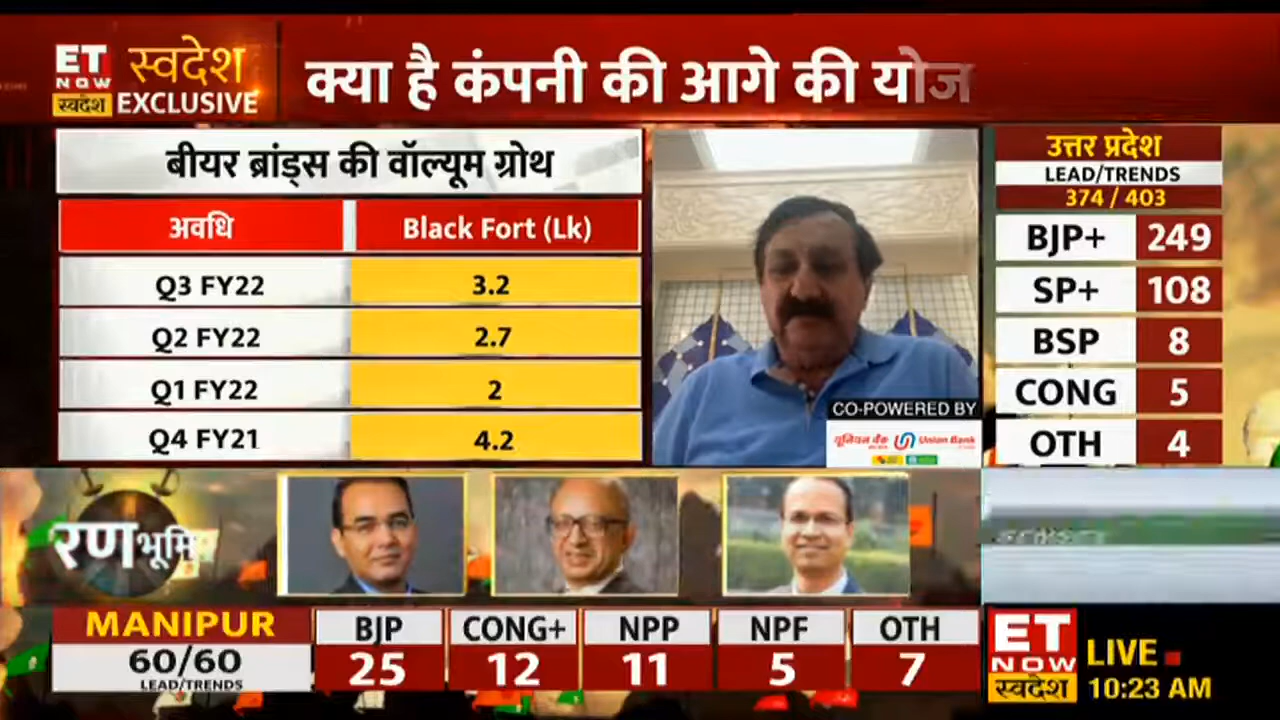 ET NOW स्वदेश
स्वदेश EXCLUSIVE
क्या है कंपनी की आगे की योज
बीयर ब्रांड्स की वॉल्यूम ग्रोथ
अवधि Black Fort (Lk)
Q3 FY22 3.2
Q2 FY22 2.7
Q1 FY22 2
Q4 FY21 4.2
CO-POWERED BY
यूनियन बैंक Union Bank
उत्तर प्रदेश
LEAD/TRENDS
374 / 403
BJP+ 249
SP+ 108
BSP 8
CONG 5
OTH 4
रणभूमि
MANIPUR
60/60
LEAD/TRENDS
BJP CONG+ NPP NPF OTH
25 12 11 5 7
ET NOW
स्वदेश
LIVE
10:23 AM